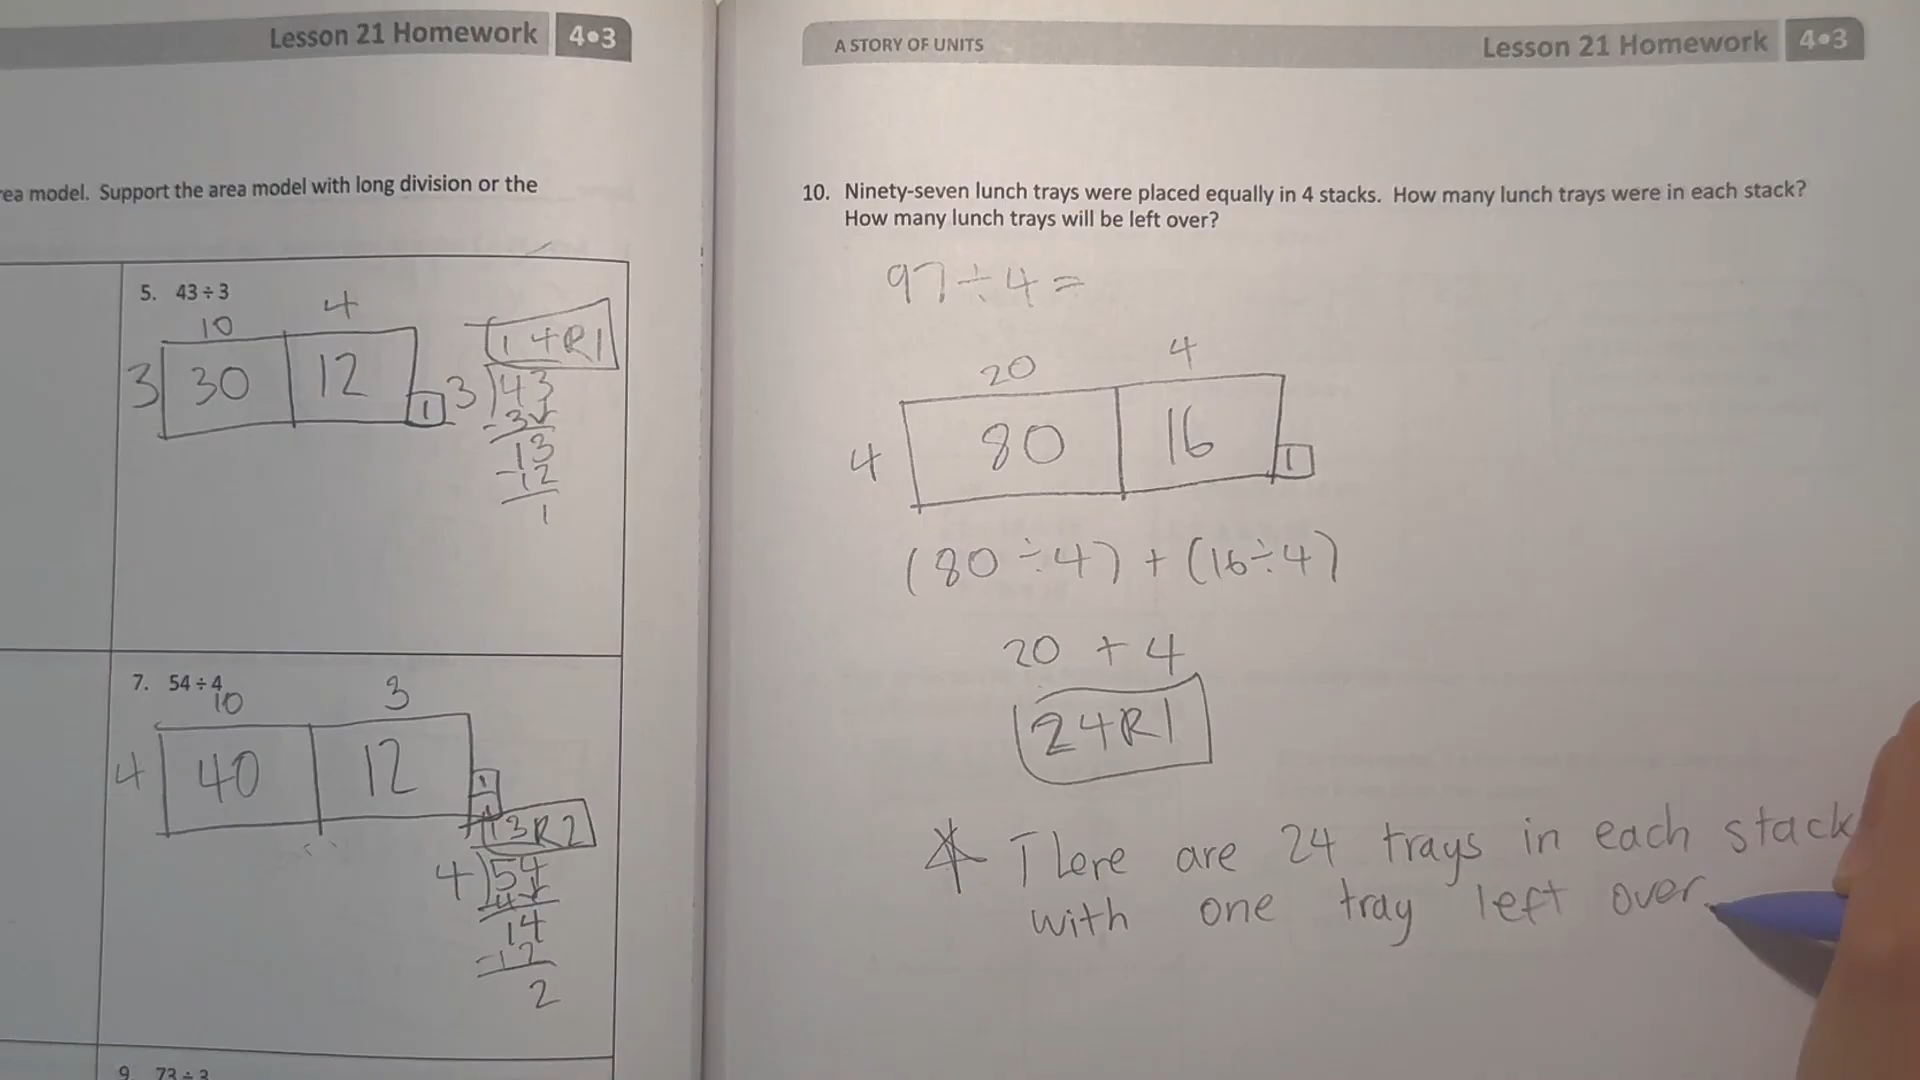 Lesson 21 Homework 4•3
rea model. Support the area model with long division or the
5. 43 ÷ 3
10 4
3 30 12 1
14R1
3 43
-3
13
-12
1
7. 54 ÷ 4
10 3
4 40 12 1
1
13R2
4 54
-4
14
-12
2
9. 73 ÷ 3
A STORY OF UNITS Lesson 21 Homework 4•3
10. Ninety-seven lunch trays were placed equally in 4 stacks. How many lunch trays were in each stack?
How many lunch trays will be left over?
97 ÷ 4 =
20 4
4 80 16 1
(80 ÷ 4) + (16 ÷ 4)
20 + 4
24R1
There are 24 trays in each stack
with one tray left over.